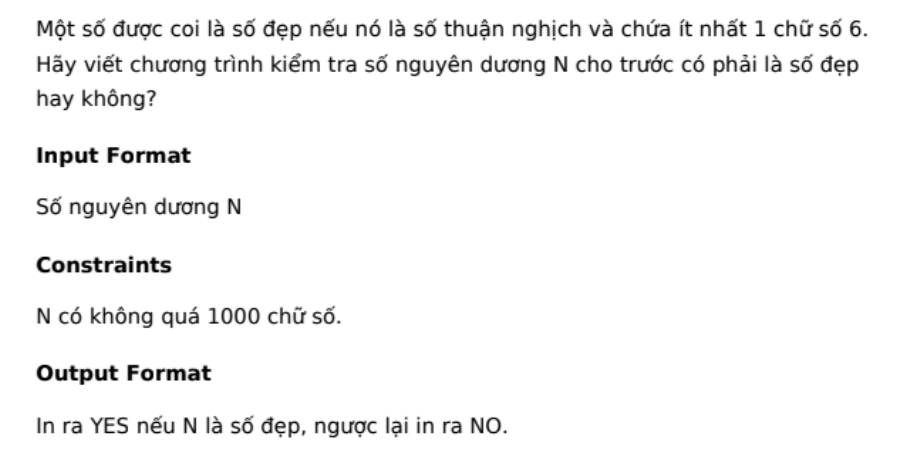 Một số được coi là số đẹp nếu nó là số thuận nghịch và chứa ít nhất 1 chữ số 6.
Hãy viết chương trình kiểm tra số nguyên dương N cho trước có phải là số đẹp
hay không?
Input Format
Số nguyên dương N
Constraints
N có không quá 1000 chữ số.
Output Format
In ra YES nếu N là số đẹp, ngược lại in ra NO.